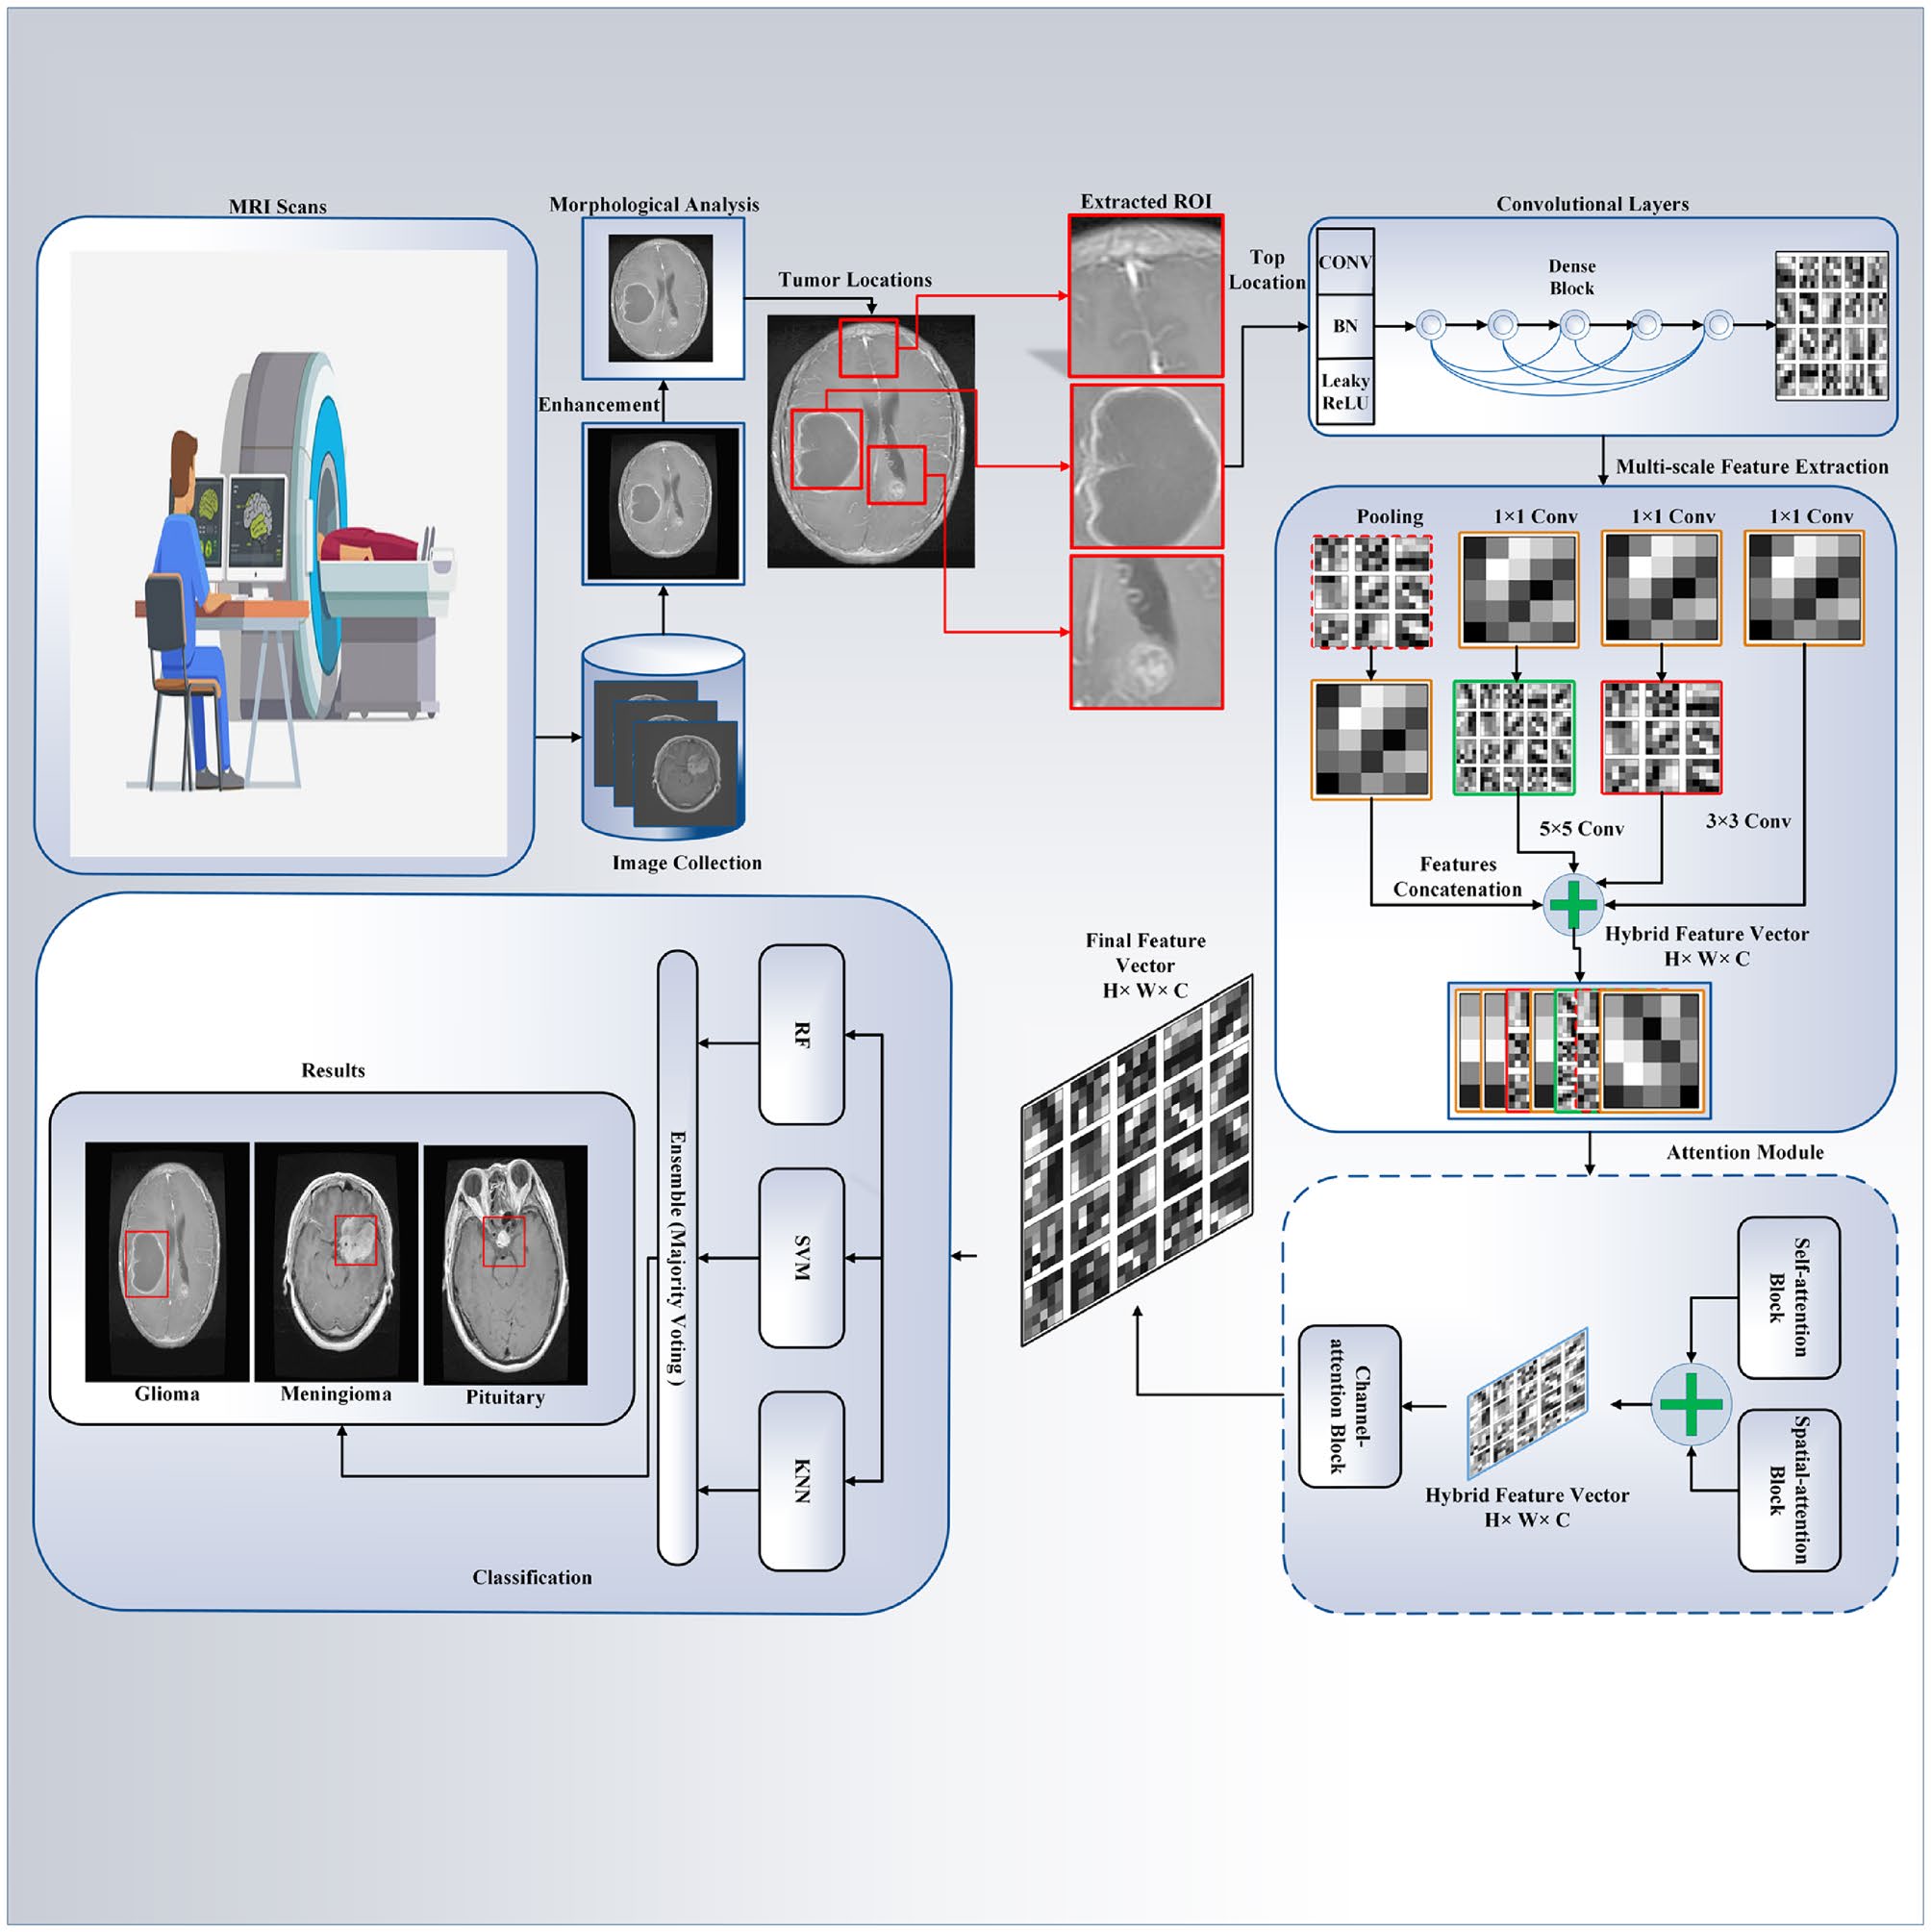 MRI Scans
Morphological Analysis
Enhancement
Image Collection
Tumor Locations
Extracted ROI
Top
Location
Convolutional Layers
CONV
BN
Leaky
ReLU
Dense
Block
Multi-scale Feature Extraction
Pooling
1×1 Conv
1×1 Conv
1×1 Conv
5×5 Conv
3×3 Conv
Features
Concatenation
Hybrid Feature Vector
H× W× C
Attention Module
Self-attention
Block
Spatial-attention
Block
Hybrid Feature Vector
H× W× C
Channel-
attention Block
Final Feature
Vector
H× W× C
RF
SVM
KNN
Ensemble (Majority Voting )
Results
Glioma
Meningioma
Pituitary
Classification